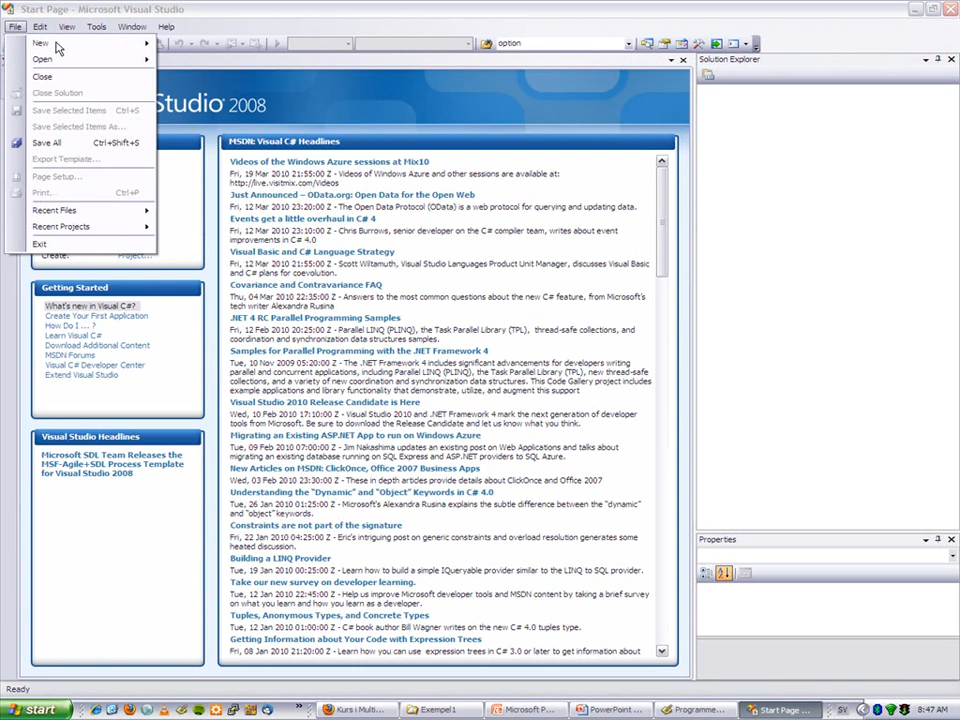 Start Page - Microsoft Visual Studio
File Edit View Tools Window Help
option
New
Open
Close
Close Solution
Save Selected Items Ctrl+S
Save Selected Items As...
Save All Ctrl+Shift+S
Export Template...
Page Setup...
Print... Ctrl+P
Recent Files
Recent Projects
Exit
Studio 2008
Create: Project...
Getting Started
What's new in Visual C#?
Create Your First Application
How Do I ... ?
Learn Visual C#
Download Additional Content
MSDN Forums
Visual C# Developer Center
Extend Visual Studio
Visual Studio Headlines
Microsoft SDL Team Releases the
MSF-Agile+SDL Process Template
for Visual Studio 2008
MSDN: Visual C# Headlines
Videos of the Windows Azure sessions at Mix10
Fri, 19 Mar 2010 23:55:00 Z - Videos of Windows Azure and other sessions are available at:
http://live.visitmix.com/Videos
Just Announced – OData.org: Open Data for the Open Web
Fri, 12 Mar 2010 23:20:00 Z - The Open Data Protocol (OData) is a web protocol for querying and updating data.
Events get a little overhaul in C# 4
Fri, 12 Mar 2010 23:10:00 Z - Chris Burrows, senior developer on the C# compiler team, writes about event
improvements in C# 4.0
Visual Basic and C# Language Strategy
Fri, 12 Mar 2010 21:55:00 Z - Scott Wiltamuth, Visual Studio Languages Product Unit Manager, discusses Visual Basic
and C# plans for coevolution.
Covariance and Contravariance FAQ
Thu, 04 Mar 2010 22:35:00 Z - Answers to the most common questions about the new C# feature, from Microsoft's
tech writer Alexandra Rusina
.NET 4 RC Parallel Programming Samples
Fri, 12 Feb 2010 20:25:00 Z - Parallel LINQ (PLINQ), the Task Parallel Library (TPL), thread-safe collections, and
coordination and synchronization data structures samples.
Samples for Parallel Programming with the .NET Framework 4
Tue, 10 Nov 2009 05:20:00 Z - The .NET Framework 4 includes significant advancements for developers writing
parallel and concurrent applications, including Parallel LINQ (PLINQ), the Task Parallel Library (TPL), new thread-safe
collections, and a variety of new coordination and synchronization data structures. This Code Gallery project includes
example applications and library functionality that demonstrate, utilize, and augment this support
Visual Studio 2010 Release Candidate is Here
Wed, 10 Feb 2010 17:10:00 Z - Visual Studio 2010 and .NET Framework 4 mark the next generation of developer
tools from Microsoft. Be sure to download the Release Candidate and let us know what you think.
Migrating an Existing ASP.NET App to run on Windows Azure
Tue, 09 Feb 2010 07:00:00 Z - Jim Nakashima updates an existing post on Web Applications and talks about
migrating an existing database running on SQL Express and ASP.NET providers to SQL Azure.
New Articles on MSDN: ClickOnce, Office 2007 Business Apps
Wed, 03 Feb 2010 23:30:00 Z - These in depth articles provide details about ClickOnce and Office 2007
Understanding the "Dynamic" and "Object" Keywords in C# 4.0
Tue, 26 Jan 2010 01:25:00 Z - Microsoft's Alexandra Rusina explains the subtle difference between the "dynamic"
and "object" keywords.
Constraints are not part of the signature
Fri, 22 Jan 2010 04:25:00 Z - Eric's intriguing post on generic constraints and overload resolution generates some
heated discussion.
Building a LINQ Provider
Tue, 19 Jan 2010 00:25:00 Z - Learn how to build a simple IQueryable provider similar to the LINQ to SQL provider.
Take our new survey on developer learning.
Mon, 18 Jan 2010 22:45:00 Z - Help us improve Microsoft developer tools and MSDN content by taking a brief survey
on what you learn and how you learn as a developer.
Tuples, Anonymous Types, and Concrete Types
Tue, 12 Jan 2010 01:00:00 Z - C# book author Bill Wagner writes on the new C# 4.0 tuples type.
Getting Information about Your Code with Expression Trees
Fri, 08 Jan 2010 21:20:00 Z - Learn how you can use expression trees in C# 3.0 or later to get information about
Solution Explorer
Properties
Ready
start
Kurs i Multi...
Exempel1
Microsoft P...
PowerPoint ...
Programme...
Start Page ...
SV
8:47 AM